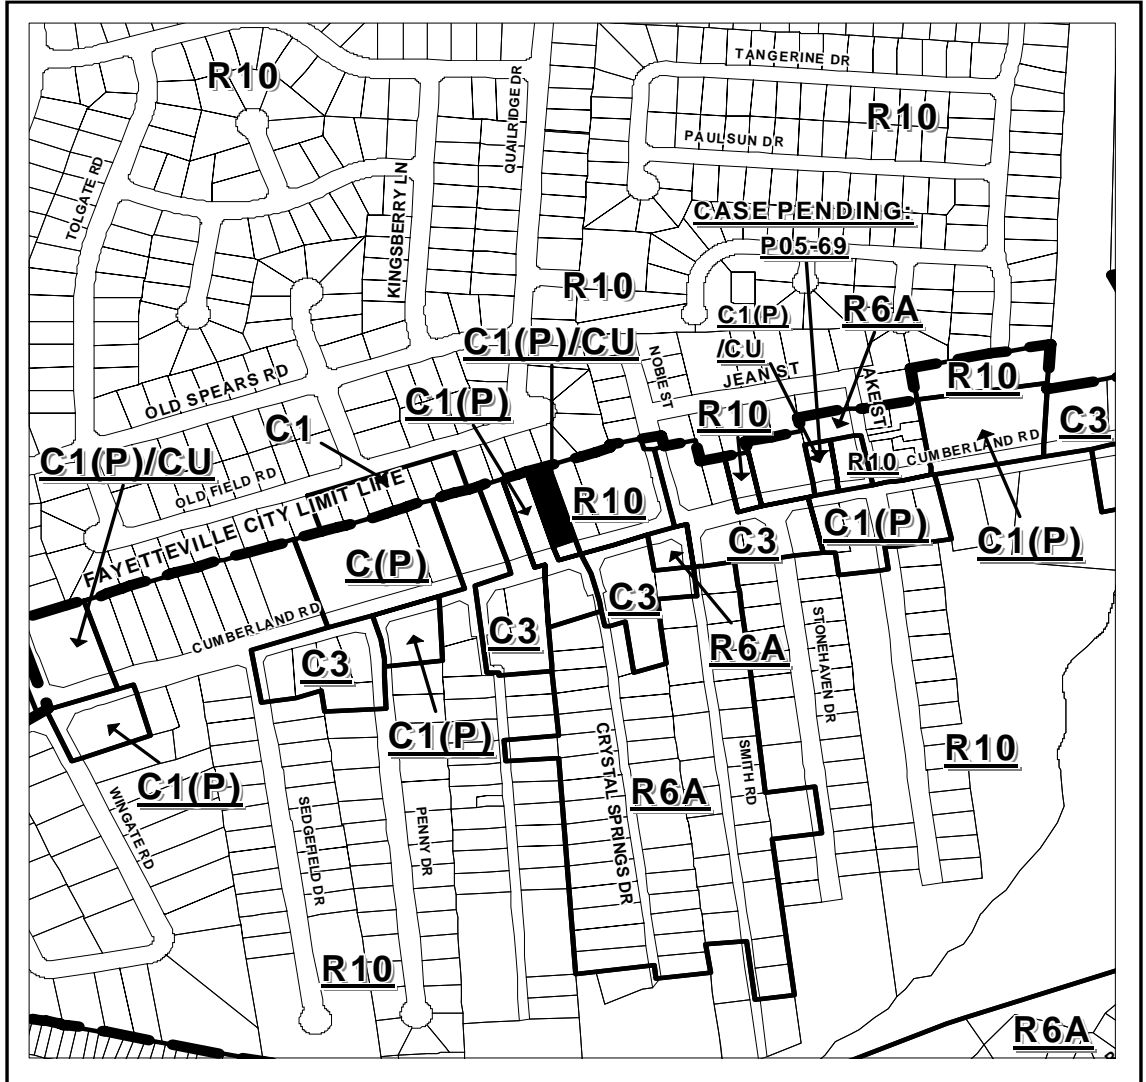 TANGERINE DR
R10
QUAILRIDGE DR
R10
PAULSUN DR
TOLGATE RD
KINGSBERRY LN
CASE PENDING:
P05-69
R10
C1(P)
/CU
R6A
C1(P)/CU
NOBIE ST
JEAN ST
OLD SPEARS RD
C1(P)
R10
R10
C3
C1
C1(P)/CU
OLD FIELD RD
FAYETTEVILLE CITY LIMIT LINE
R10
R10
CUMBERLAND RD
C(P)
C3
C1(P)
C1(P)
CUMBERLAND RD
C3
C3
C3
R6A
STONEHAVEN DR
C1(P)
C1(P)
CRYSTAL SPRINGS DR
SMITH RD
R10
R6A
WINGATE RD
SEDGEFIELD DR
PENNY DR
R10
R6A